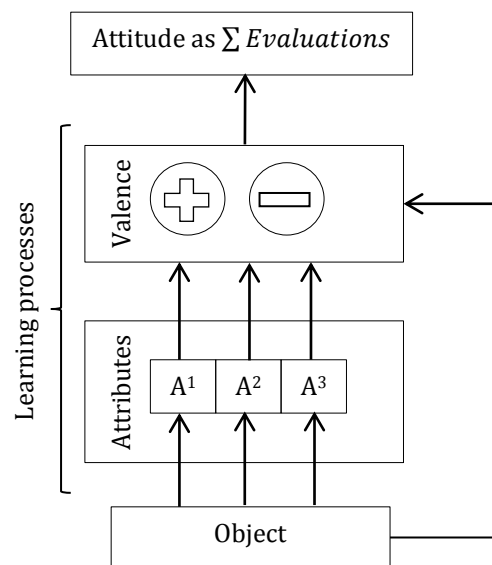 Attitude as ∑ Evaluations
Learning processes
Valence
Attributes
A¹ A² A³
Object